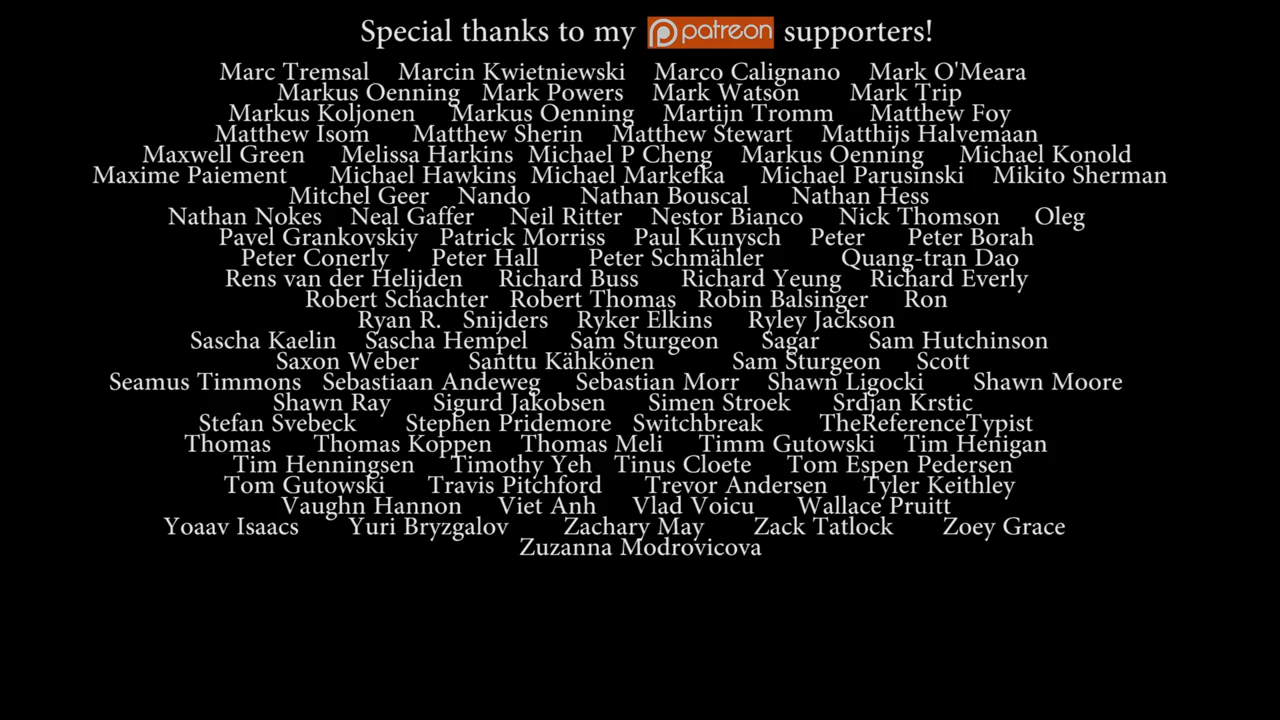 Special thanks to my patreon supporters!
Marc Tremsal Marcin Kwietniewski Marco Calignano Mark O'Meara
Markus Oenning Mark Powers Mark Watson Mark Trip
Markus Koljonen Markus Oenning Martijn Tromm Matthew Foy
Matthew Isom Matthew Sherin Matthew Stewart Matthijs Halvemaan
Maxwell Green Melissa Harkins Michael P Cheng Markus Oenning Michael Konold
Maxime Paiement Michael Hawkins Michael Markefka Michael Parusinski Mikito Sherman
Mitchel Geer Nando Nathan Bouscal Nathan Hess
Nathan Nokes Neal Gaffer Neil Ritter Nestor Bianco Nick Thomson Oleg
Pavel Grankovskiy Patrick Morriss Paul Kunysch Peter Peter Borah
Peter Conerly Peter Hall Peter Schmähler Quang-tran Dao
Rens van der Helijden Richard Buss Richard Yeung Richard Everly
Robert Schachter Robert Thomas Robin Balsinger Ron
Ryan R. Snijders Ryker Elkins Ryley Jackson
Sascha Kaelin Sascha Hempel Sam Sturgeon Sagar Sam Hutchinson
Saxon Weber Santtu Kähkönen Sam Sturgeon Scott
Seamus Timmons Sebastiaan Andeweg Sebastian Morr Shawn Ligocki Shawn Moore
Shawn Ray Sigurd Jakobsen Simen Stroek Srdjan Krstic
Stefan Svebeck Stephen Pridemore Switchbreak TheReferenceTypist
Thomas Thomas Koppen Thomas Meli Timm Gutowski Tim Henigan
Tim Henningsen Timothy Yeh Tinus Cloete Tom Espen Pedersen
Tom Gutowski Travis Pitchford Trevor Andersen Tyler Keithley
Vaughn Hannon Viet Anh Vlad Voicu Wallace Pruitt
Yoaav Isaacs Yuri Bryzgalov Zachary May Zack Tatlock Zoey Grace
Zuzanna Modrovicova